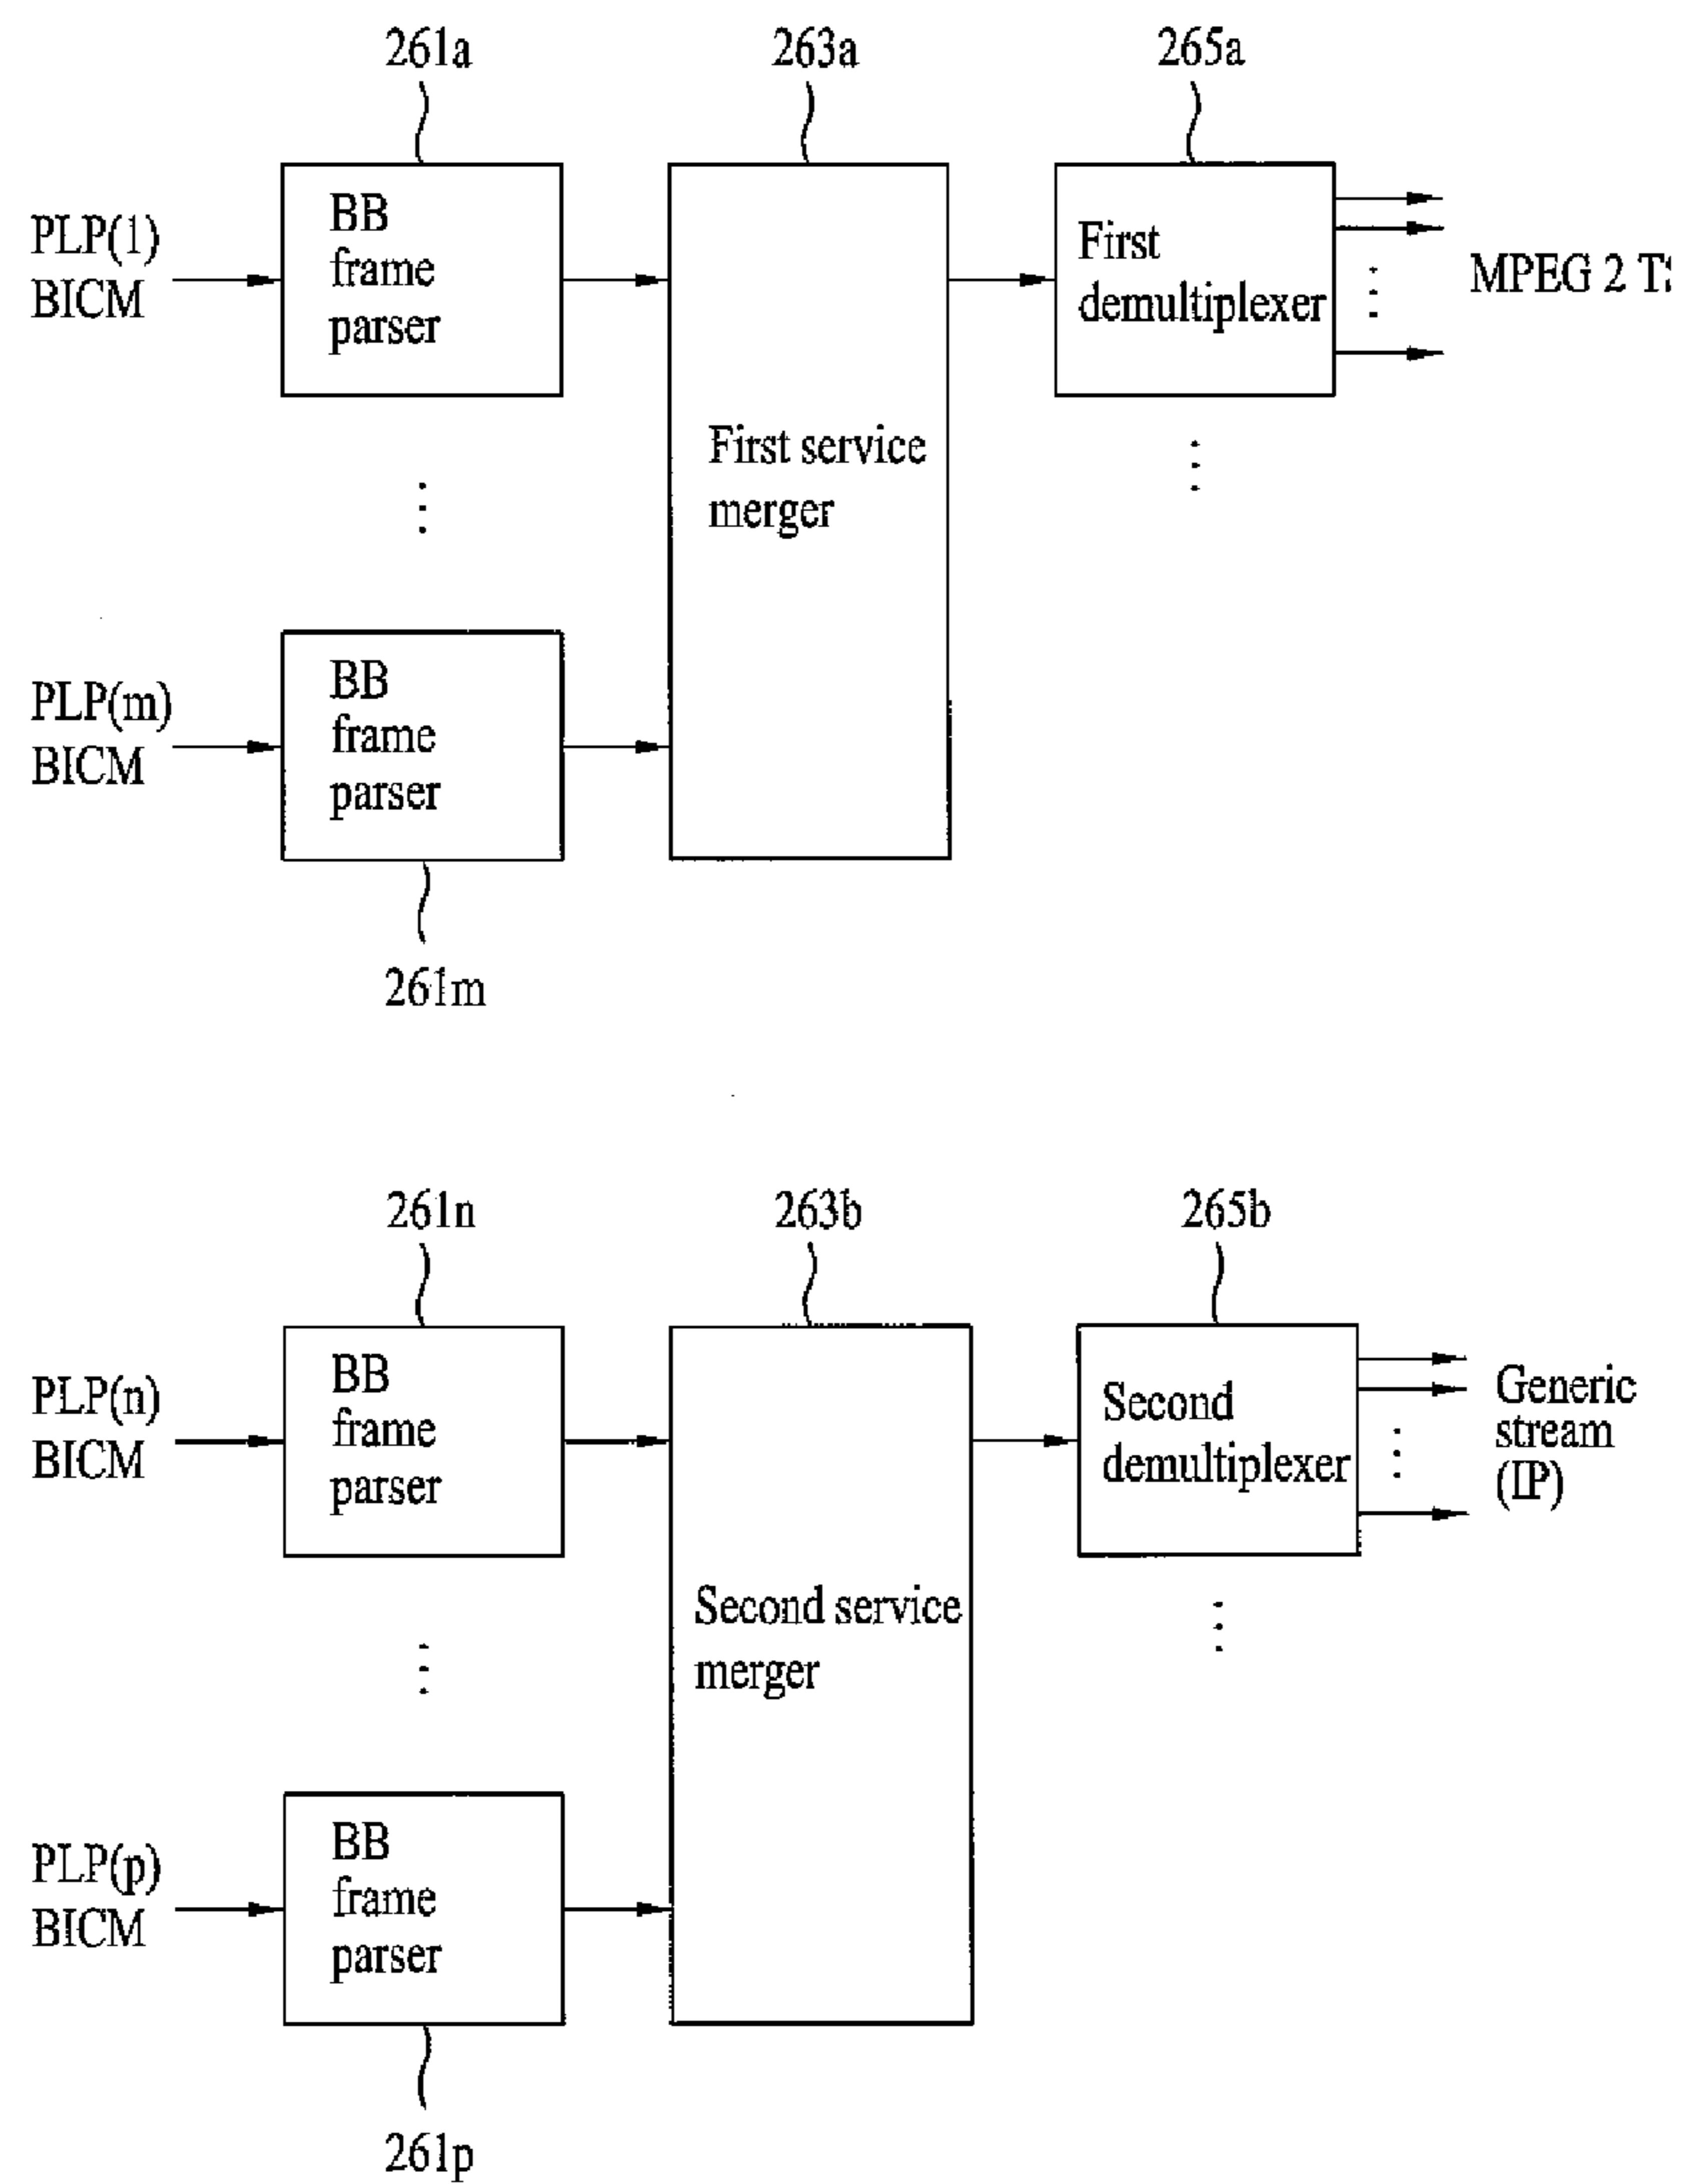 261a
263a
265a
PLP(1)
BICM
BB
frame
parser
First service
merger
First
demultiplexer
MPEG 2 T
PLP(m)
BICM
BB
frame
parser
261m
261n
263b
265b
PLP(n)
BICM
BB
frame
parser
Second service
merger
Second
demultiplexer
Generic
stream
(IP)
PLP(p)
BICM
BB
frame
parser
261p